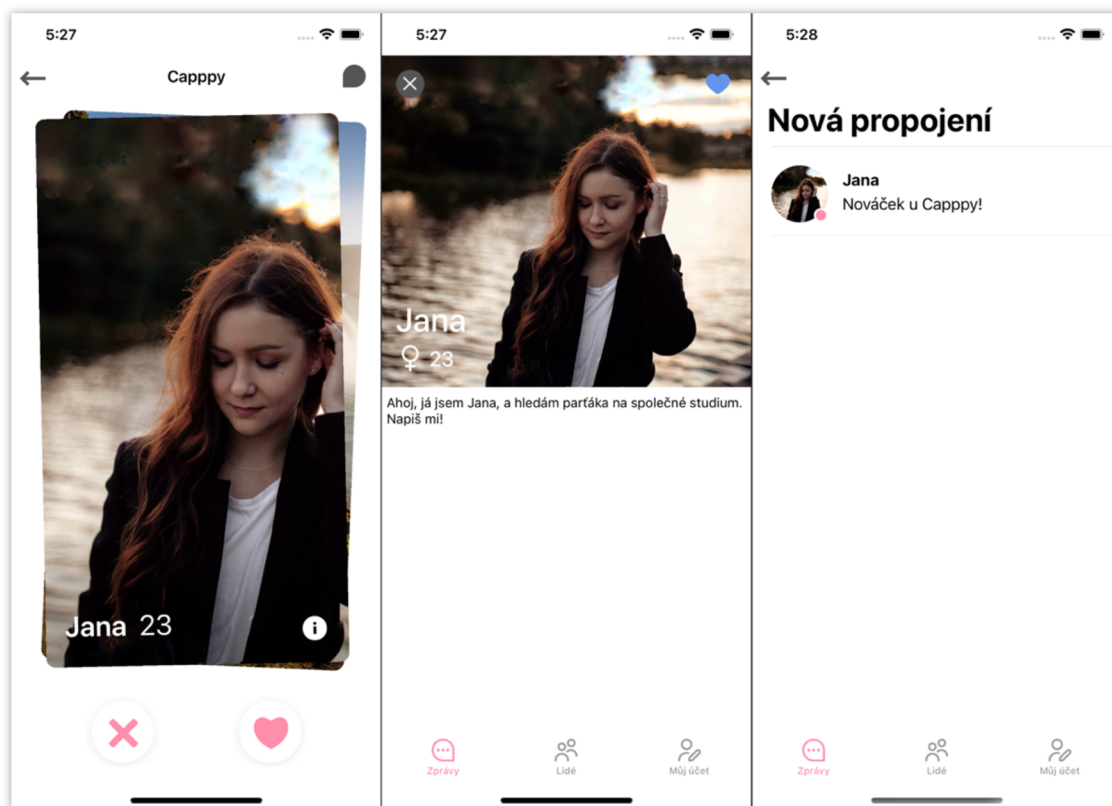 5:27
Capppy
Jana 23
5:27
Jana
♀ 23
Ahoj, já jsem Jana, a hledám parťáka na společné studium.
Napiš mi!
Zprávy
Lidé
Můj účet
5:28
Nová propojení
Jana
Nováček u Capppy!
Zprávy
Lidé
Můj účet